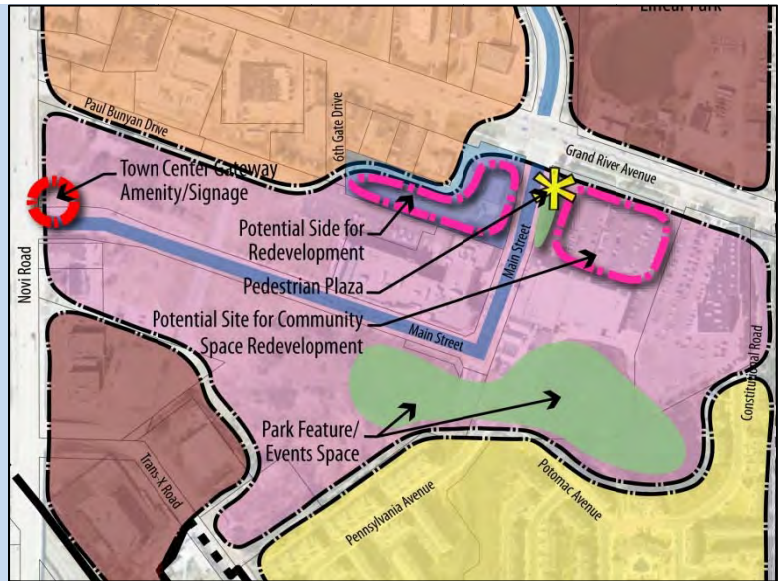 Linear Park
Paul Bunyan Drive
6th Gate Drive
Grand River Avenue
Town Center Gateway
Amenity/Signage
Potential Side for
Redevelopment
Main Street
Novi Road
Pedestrian Plaza
Potential Site for Community
Space Redevelopment
Main Street
Constitutional Road
Park Feature/
Events Space
Trans-X Road
Pennsylvania Avenue
Potomac Avenue